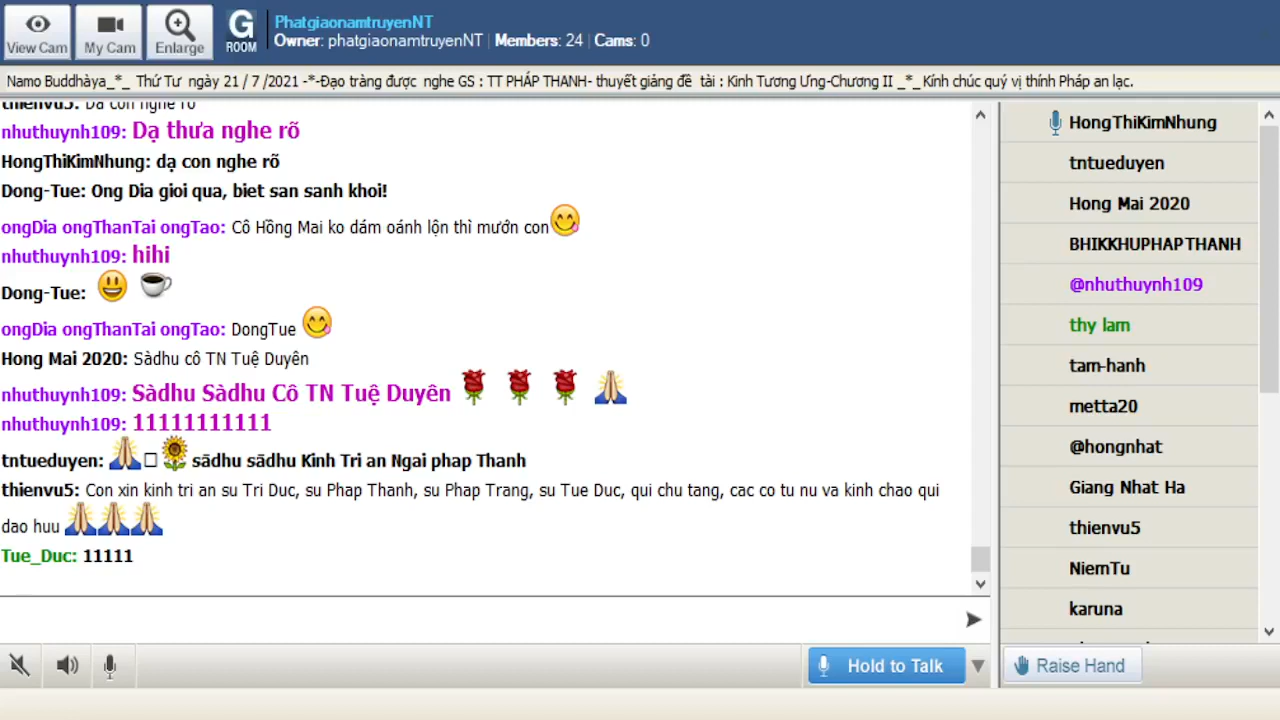 View Cam
My Cam
Enlarge
G
ROOM
PhatgiaonamtruyenNT
Owner: phatgiaonamtruyenNT | Members: 24 | Cams: 0
Namo Buddhàya_*_ Thứ Tư ngày 21 / 7 /2021 -*-Đạo tràng được nghe GS : TT PHÁP THANH- thuyết giảng đề tài : Kinh Tương Ưng-Chương II _*_Kính chúc quý vị thính Pháp an lạc.
thienvu5: Da con nghe ro
nhuthuynh109: Dạ thưa nghe rõ
HongThiKimNhung: dạ con nghe rõ
Dong-Tue: Ong Dia gioi qua, biet san sanh khoi!
ongDia ongThanTai ongTao: Cô Hồng Mai ko dám oánh lộn thì mướn con
nhuthuynh109: hihi
Dong-Tue:
ongDia ongThanTai ongTao: DongTue
Hong Mai 2020: Sàdhu cô TN Tuệ Duyên
nhuthuynh109: Sàdhu Sàdhu Cô TN Tuệ Duyên
nhuthuynh109: 11111111111
tntueduyen: sādhu sādhu Kinh Tri an Ngai phap Thanh
thienvu5: Con xin kinh tri an su Tri Duc, su Phap Thanh, su Phap Trang, su Tue Duc, qui chu tang, cac co tu nu va kinh chao qui
dao huu
Tue_Duc: 11111
HongThiKimNhung
tntueduyen
Hong Mai 2020
BHIKKHUPHAPTHANH
@nhuthuynh109
thy lam
tam-hanh
metta20
@hongnhat
Giang Nhat Ha
thienvu5
NiemTu
karuna
Hold to Talk
Raise Hand